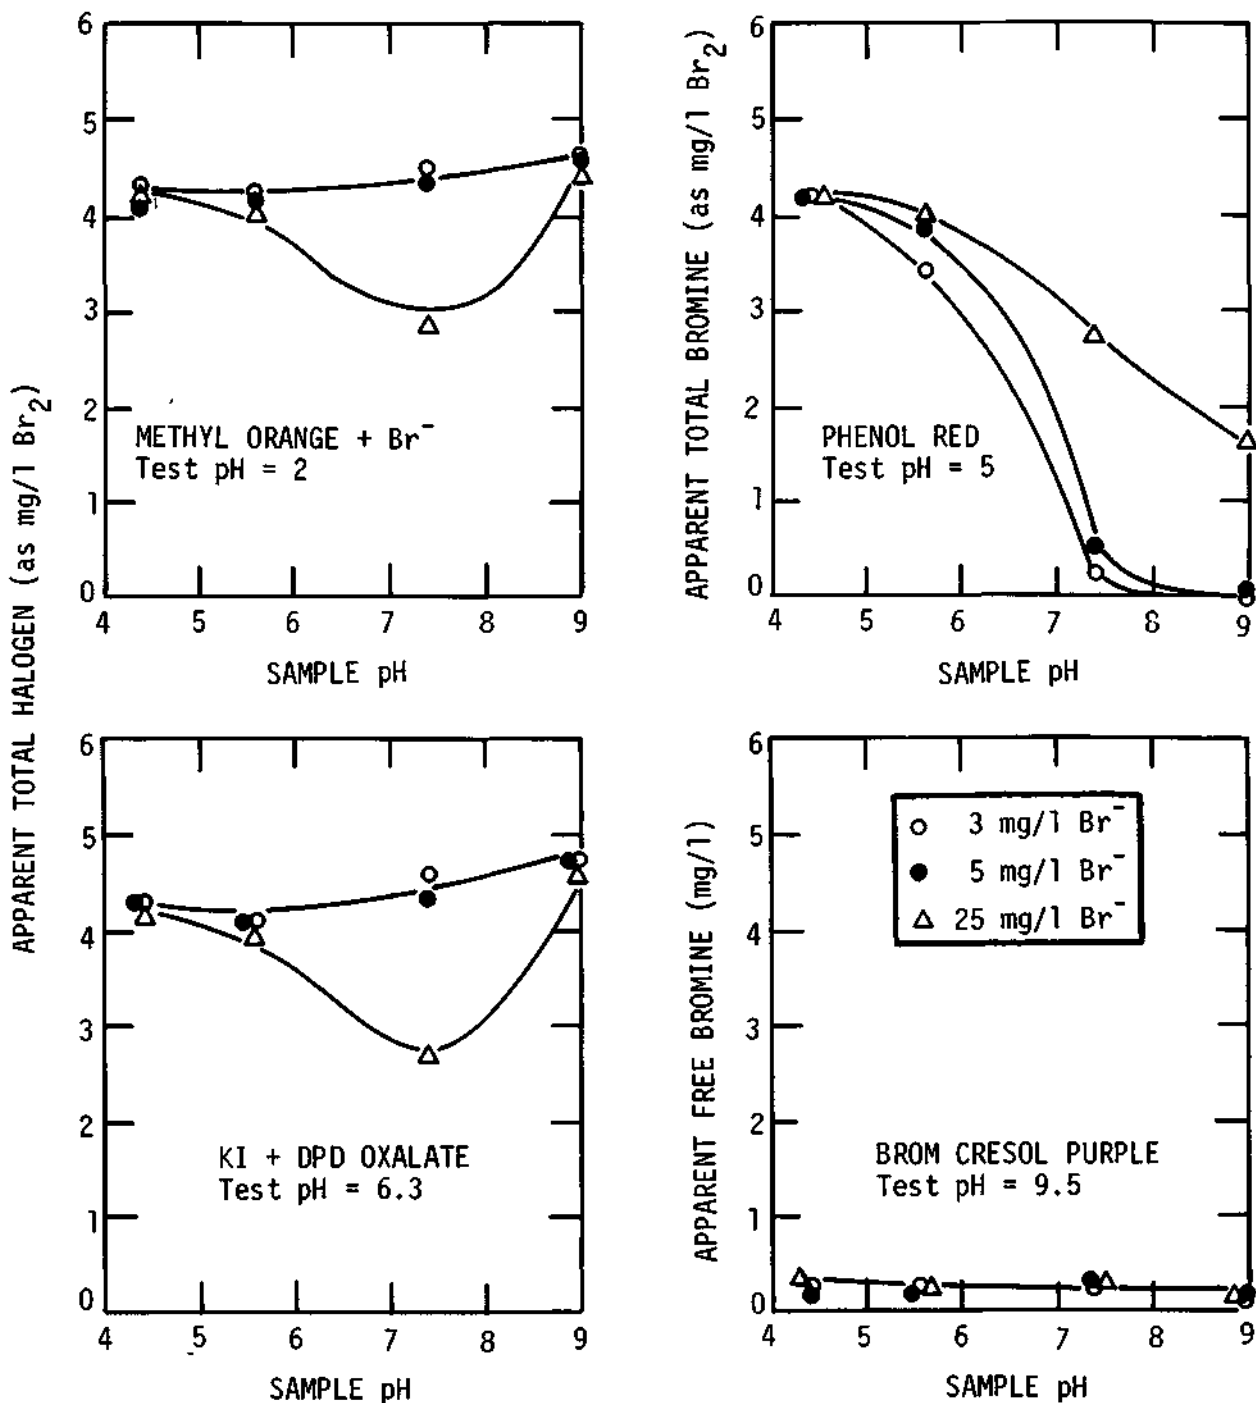 APPARENT TOTAL HALOGEN (as mg/l Br2)
6
5
4
3
2
1
0
METHYL ORANGE + Br⁻
Test pH = 2
4 5 6 7 8 9
SAMPLE pH
APPARENT TOTAL BROMINE (as mg/l Br2)
6
5
4
3
2
1
0
PHENOL RED
Test pH = 5
4 5 6 7 8 9
SAMPLE pH
6
5
4
3
2
1
0
KI + DPD OXALATE
Test pH = 6.3
4 5 6 7 8 9
SAMPLE pH
APPARENT FREE BROMINE (mg/l)
6
5
4
3
2
1
0
3 mg/l Br⁻
5 mg/l Br⁻
25 mg/l Br⁻
BROM CRESOL PURPLE
Test pH = 9.5
4 5 6 7 8 9
SAMPLE pH